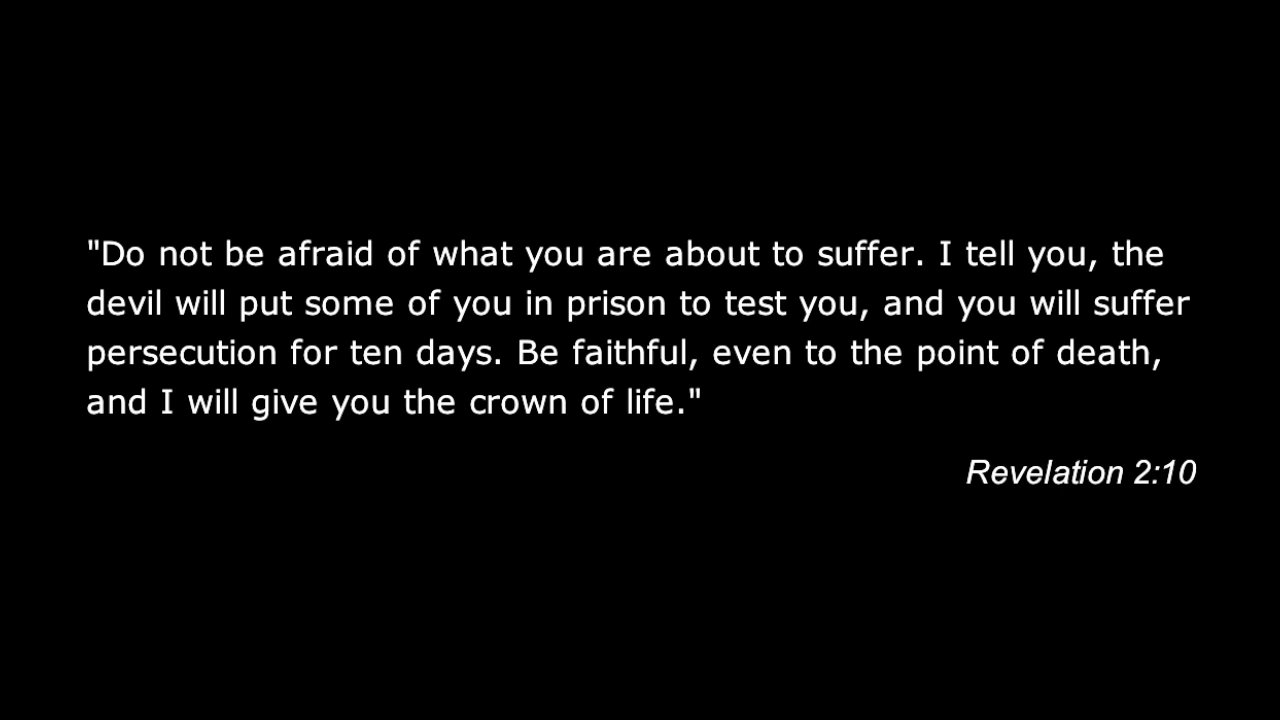 "Do not be afraid of what you are about to suffer. I tell you, the
devil will put some of you in prison to test you, and you will suffer
persecution for ten days. Be faithful, even to the point of death,
and I will give you the crown of life."
Revelation 2:10